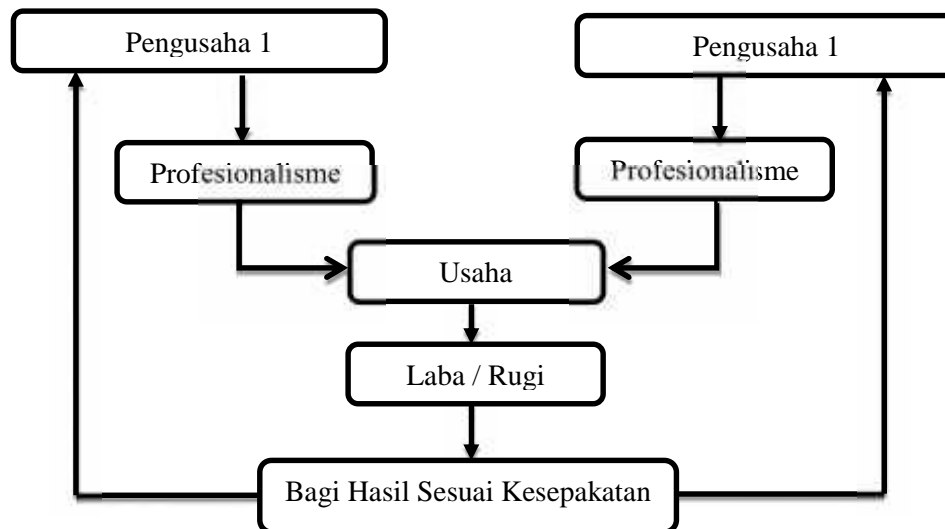 Pengusaha 1
Pengusaha 1
Profesionalisme
Profesionalisme
Usaha
Laba / Rugi
Bagi Hasil Sesuai Kesepakatan